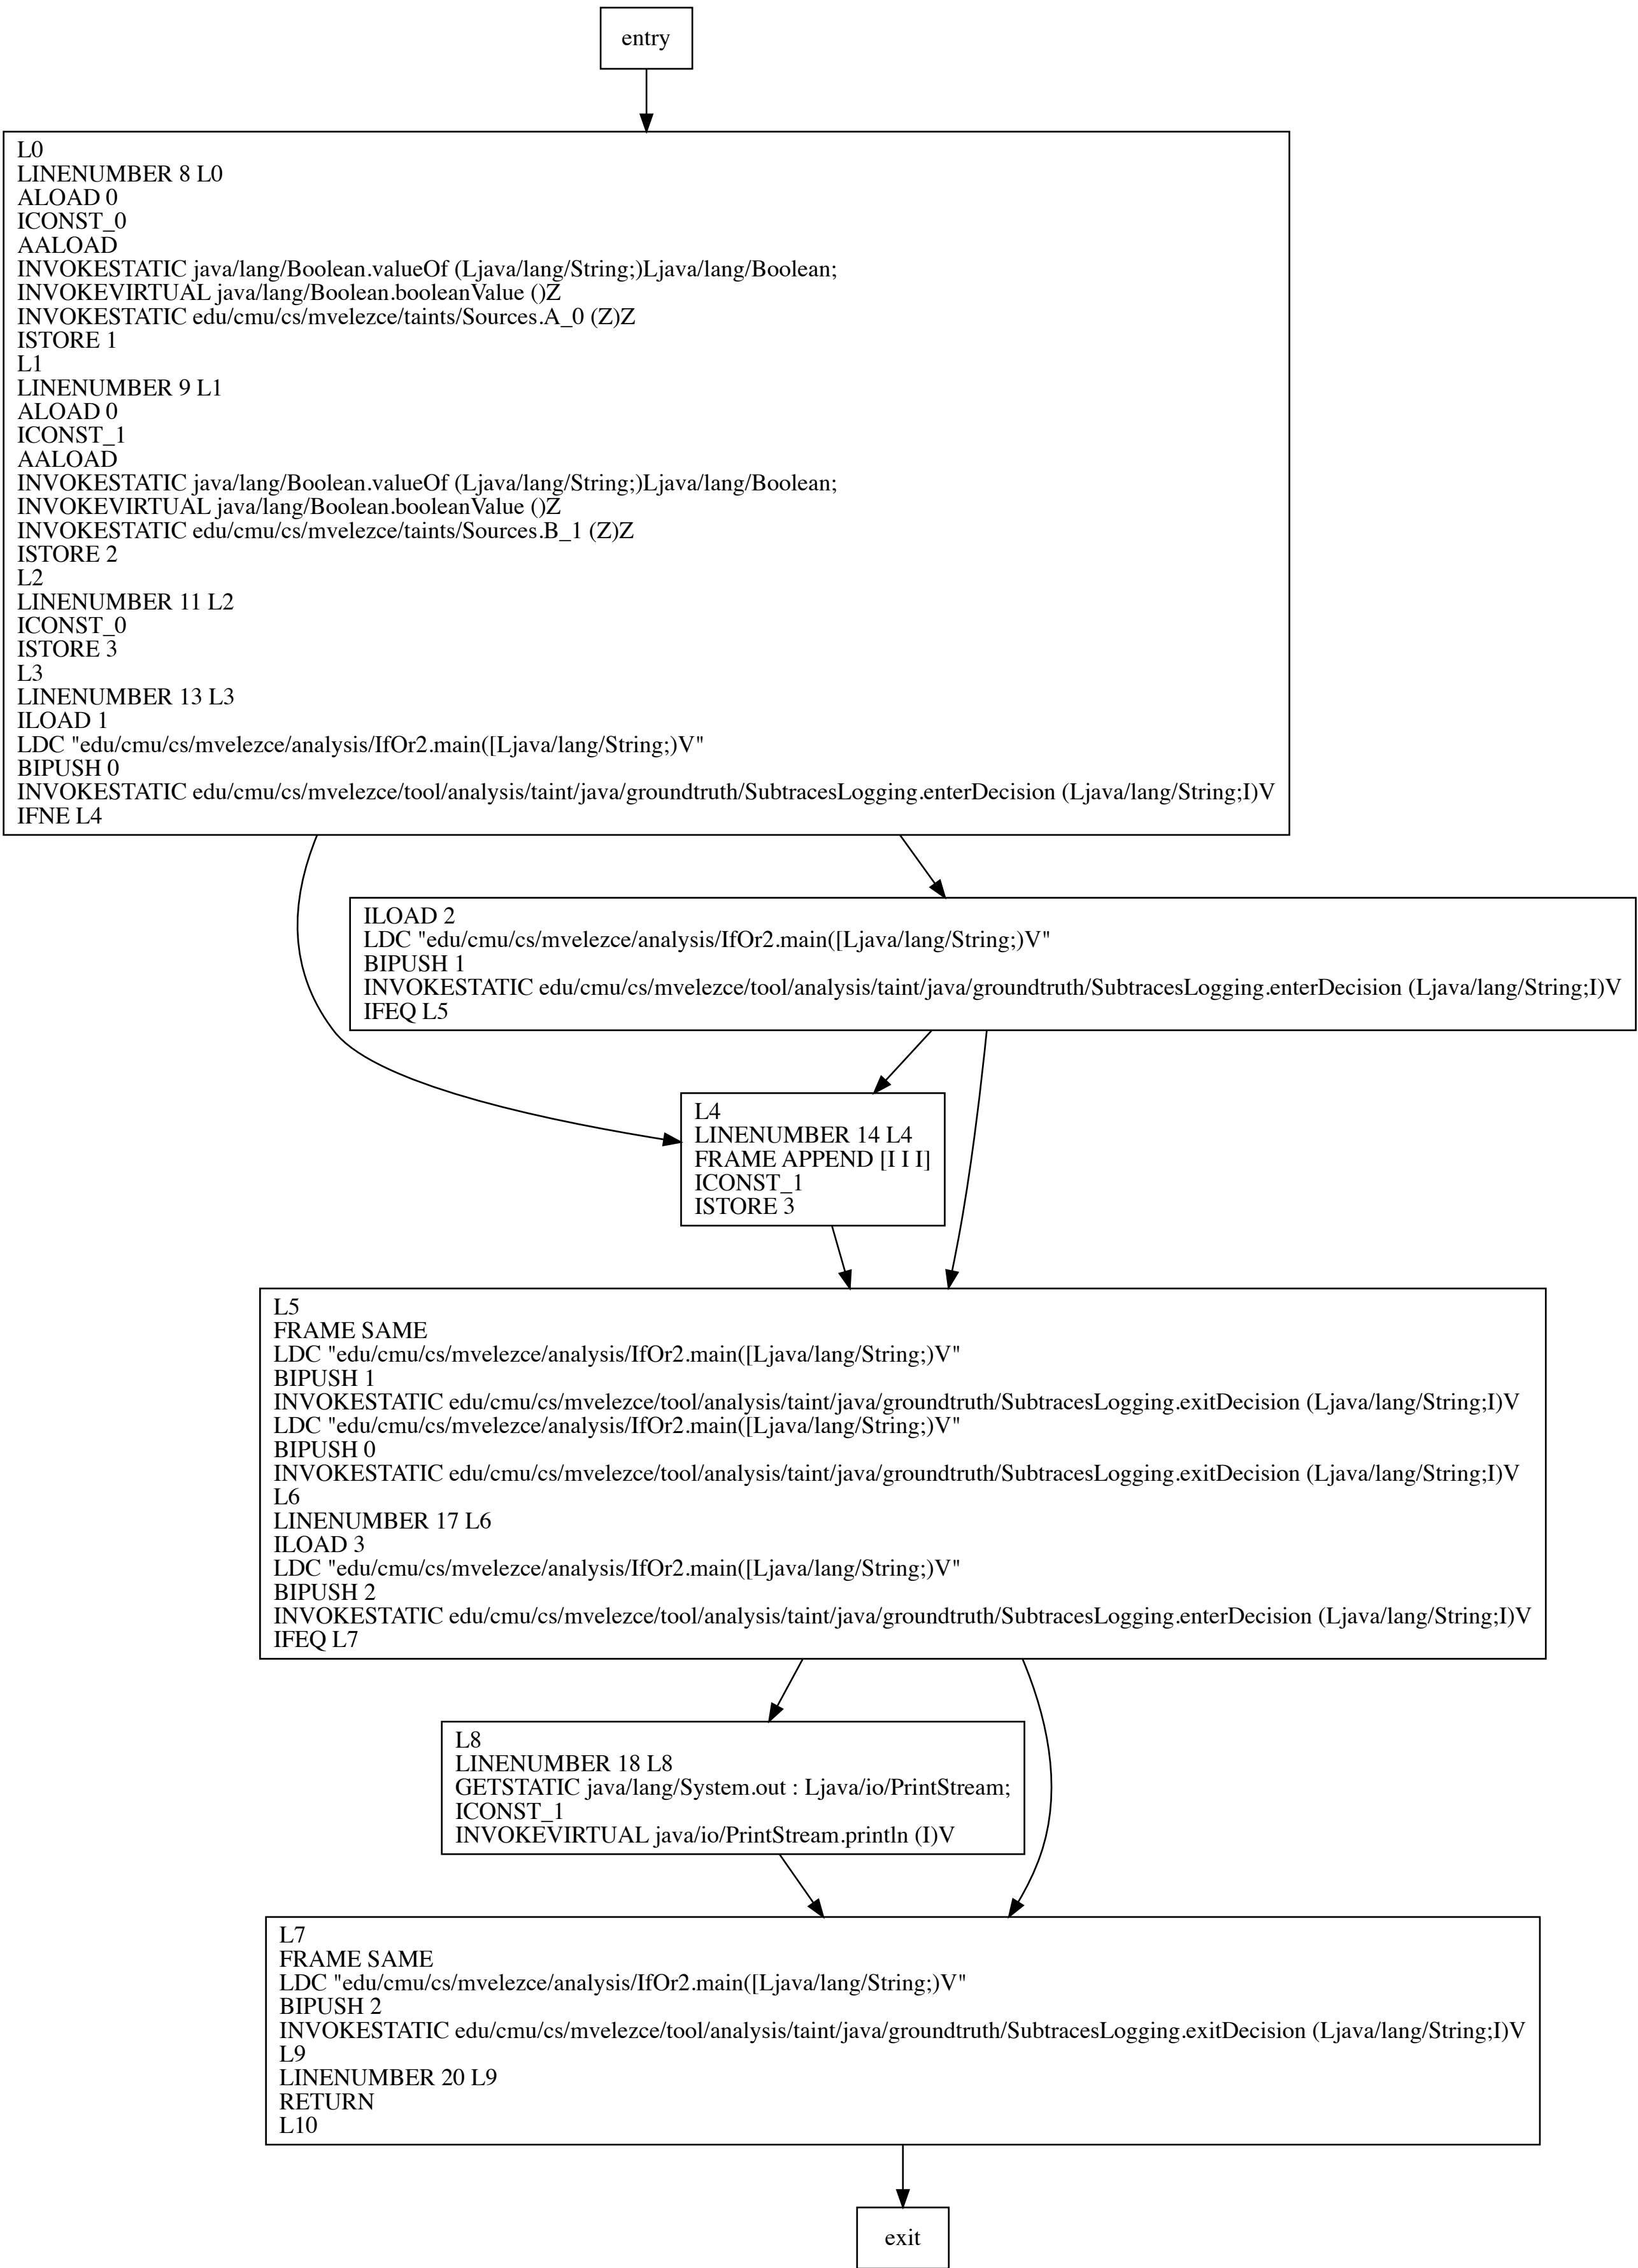 entry
L0
LINENUMBER 8 L0
ALOAD 0
ICONST_0
AALOAD
INVOKESTATIC java/lang/Boolean.valueOf (Ljava/lang/String;)Ljava/lang/Boolean;
INVOKEVIRTUAL java/lang/Boolean.booleanValue ()Z
INVOKESTATIC edu/cmu/cs/mvelezce/taints/Sources.A_0 (Z)Z
ISTORE 1
L1
LINENUMBER 9 L1
ALOAD 0
ICONST_1
AALOAD
INVOKESTATIC java/lang/Boolean.valueOf (Ljava/lang/String;)Ljava/lang/Boolean;
INVOKEVIRTUAL java/lang/Boolean.booleanValue ()Z
INVOKESTATIC edu/cmu/cs/mvelezce/taints/Sources.B_1 (Z)Z
ISTORE 2
L2
LINENUMBER 11 L2
ICONST_0
ISTORE 3
L3
LINENUMBER 13 L3
ILOAD 1
LDC "edu/cmu/cs/mvelezce/analysis/IfOr2.main([Ljava/lang/String;)V"
BIPUSH 0
INVOKESTATIC edu/cmu/cs/mvelezce/tool/analysis/taint/java/groundtruth/SubtracesLogging.enterDecision (Ljava/lang/String;I)V
IFNE L4
ILOAD 2
LDC "edu/cmu/cs/mvelezce/analysis/IfOr2.main([Ljava/lang/String;)V"
BIPUSH 1
INVOKESTATIC edu/cmu/cs/mvelezce/tool/analysis/taint/java/groundtruth/SubtracesLogging.enterDecision (Ljava/lang/String;I)V
IFEQ L5
L4
LINENUMBER 14 L4
FRAME APPEND [I I I]
ICONST_1
ISTORE 3
L5
FRAME SAME
LDC "edu/cmu/cs/mvelezce/analysis/IfOr2.main([Ljava/lang/String;)V"
BIPUSH 1
INVOKESTATIC edu/cmu/cs/mvelezce/tool/analysis/taint/java/groundtruth/SubtracesLogging.exitDecision (Ljava/lang/String;I)V
LDC "edu/cmu/cs/mvelezce/analysis/IfOr2.main([Ljava/lang/String;)V"
BIPUSH 0
INVOKESTATIC edu/cmu/cs/mvelezce/tool/analysis/taint/java/groundtruth/SubtracesLogging.exitDecision (Ljava/lang/String;I)V
L6
LINENUMBER 17 L6
ILOAD 3
LDC "edu/cmu/cs/mvelezce/analysis/IfOr2.main([Ljava/lang/String;)V"
BIPUSH 2
INVOKESTATIC edu/cmu/cs/mvelezce/tool/analysis/taint/java/groundtruth/SubtracesLogging.enterDecision (Ljava/lang/String;I)V
IFEQ L7
L8
LINENUMBER 18 L8
GETSTATIC java/lang/System.out : Ljava/io/PrintStream;
ICONST_1
INVOKEVIRTUAL java/io/PrintStream.println (I)V
L7
FRAME SAME
LDC "edu/cmu/cs/mvelezce/analysis/IfOr2.main([Ljava/lang/String;)V"
BIPUSH 2
INVOKESTATIC edu/cmu/cs/mvelezce/tool/analysis/taint/java/groundtruth/SubtracesLogging.exitDecision (Ljava/lang/String;I)V
L9
LINENUMBER 20 L9
RETURN
L10
exit